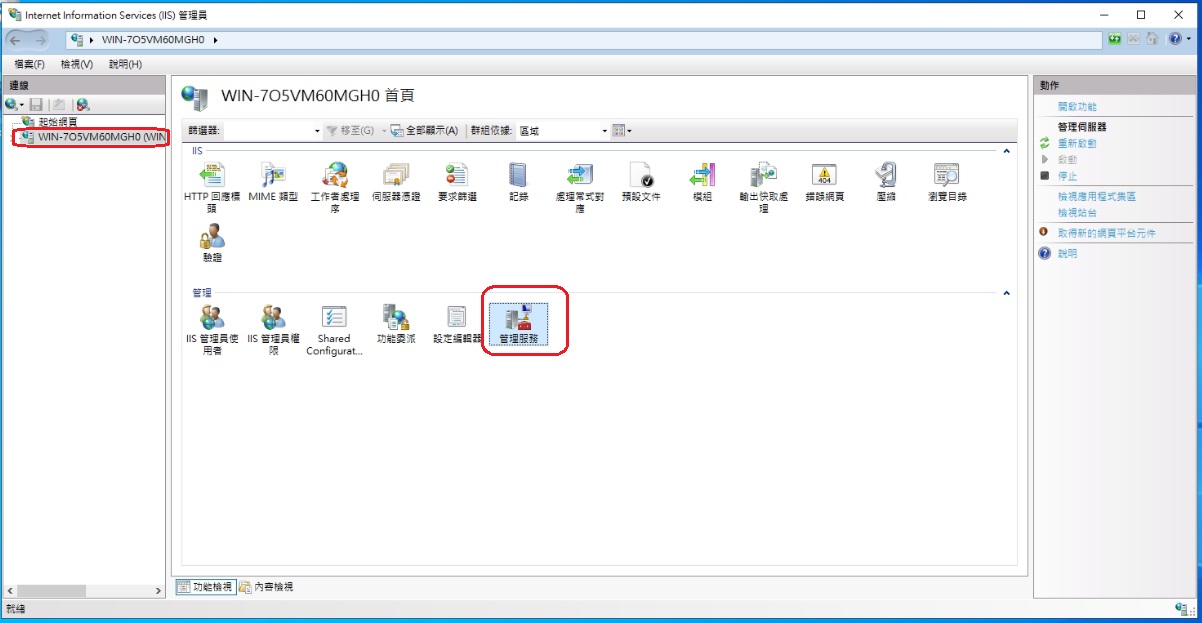 Internet Information Services (IIS) 管理員
WIN-7O5VM60MGH0
檔案(F) 檢視(V) 說明(H)
連線
起始網頁
WIN-7O5VM60MGH0 (WIN
WIN-7O5VM60MGH0 首頁
篩選器: 移至(G) 全部顯示(A) 群組依據: 區域
IIS
HTTP 回應標頭
MIME 類型
工作者處理序
伺服器憑證
要求篩選
記錄
處理常式對應
預設文件
模組
輸出快取處理
錯誤網頁
壓縮
瀏覽目錄
驗證
管理
IIS 管理員使用者
IIS 管理員權限
Shared Configurat...
功能委派
設定編輯器
管理服務
功能檢視 內容檢視
動作
開啟功能
管理伺服器
重新啟動
啟動
停止
檢視應用程式集區
檢視站台
取得新的網頁平台元件
說明
就緒